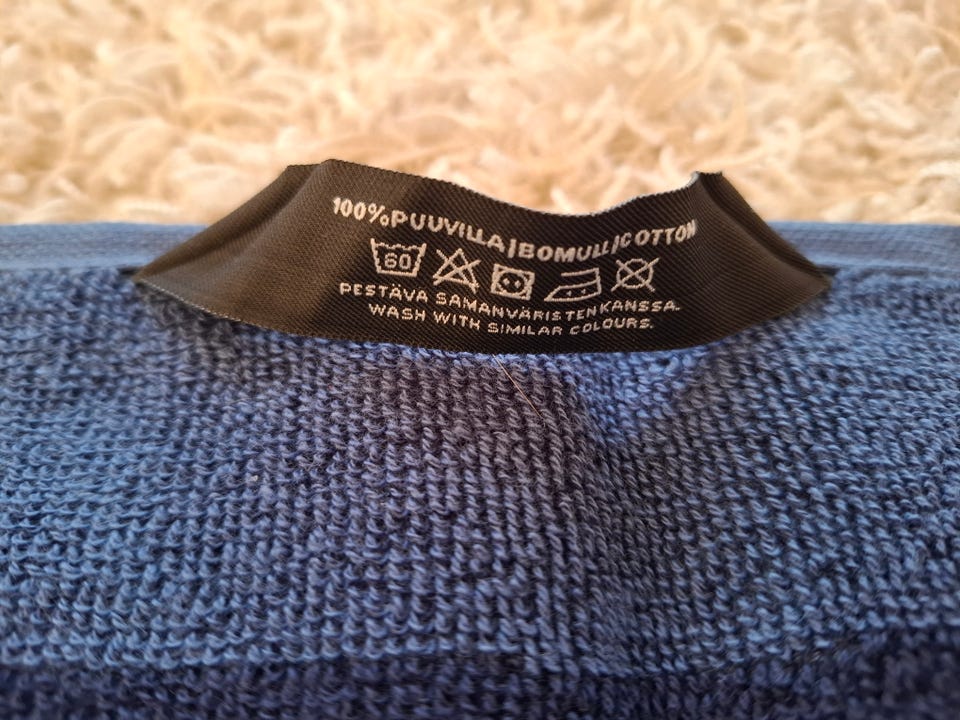 100% PUUVILLA|BOMULL|COTTON
60
PESTÄVÄ SAMANVÄRISTEN KANSSA.
WASH WITH SIMILAR COLOURS.